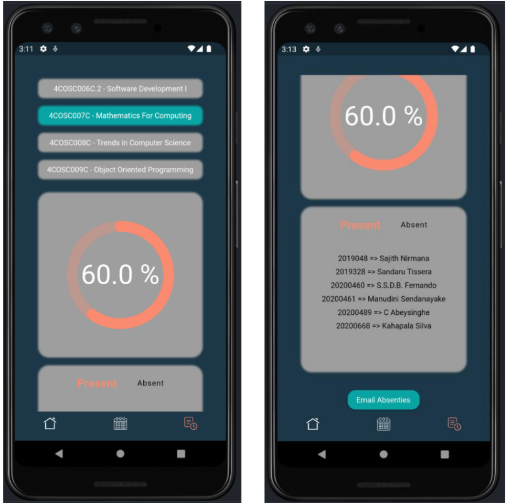 3:11
4COSC006C.2 - Software Development I
4COSC007C - Mathematics For Computing
4COSC008C - Trends in Computer Science
4COSC009C - Object Oriented Programming
60.0 %
Present Absent
3:13
60.0 %
Present Absent
2019048 => Sajith Nirmana
2019328 => Sandaru Tissera
20200460 => S.S.D.B. Fernando
20200461 => Manudini Sendanayake
20200489 => C Abeysinghe
20200668 => Kahapala Silva
Email Absenties